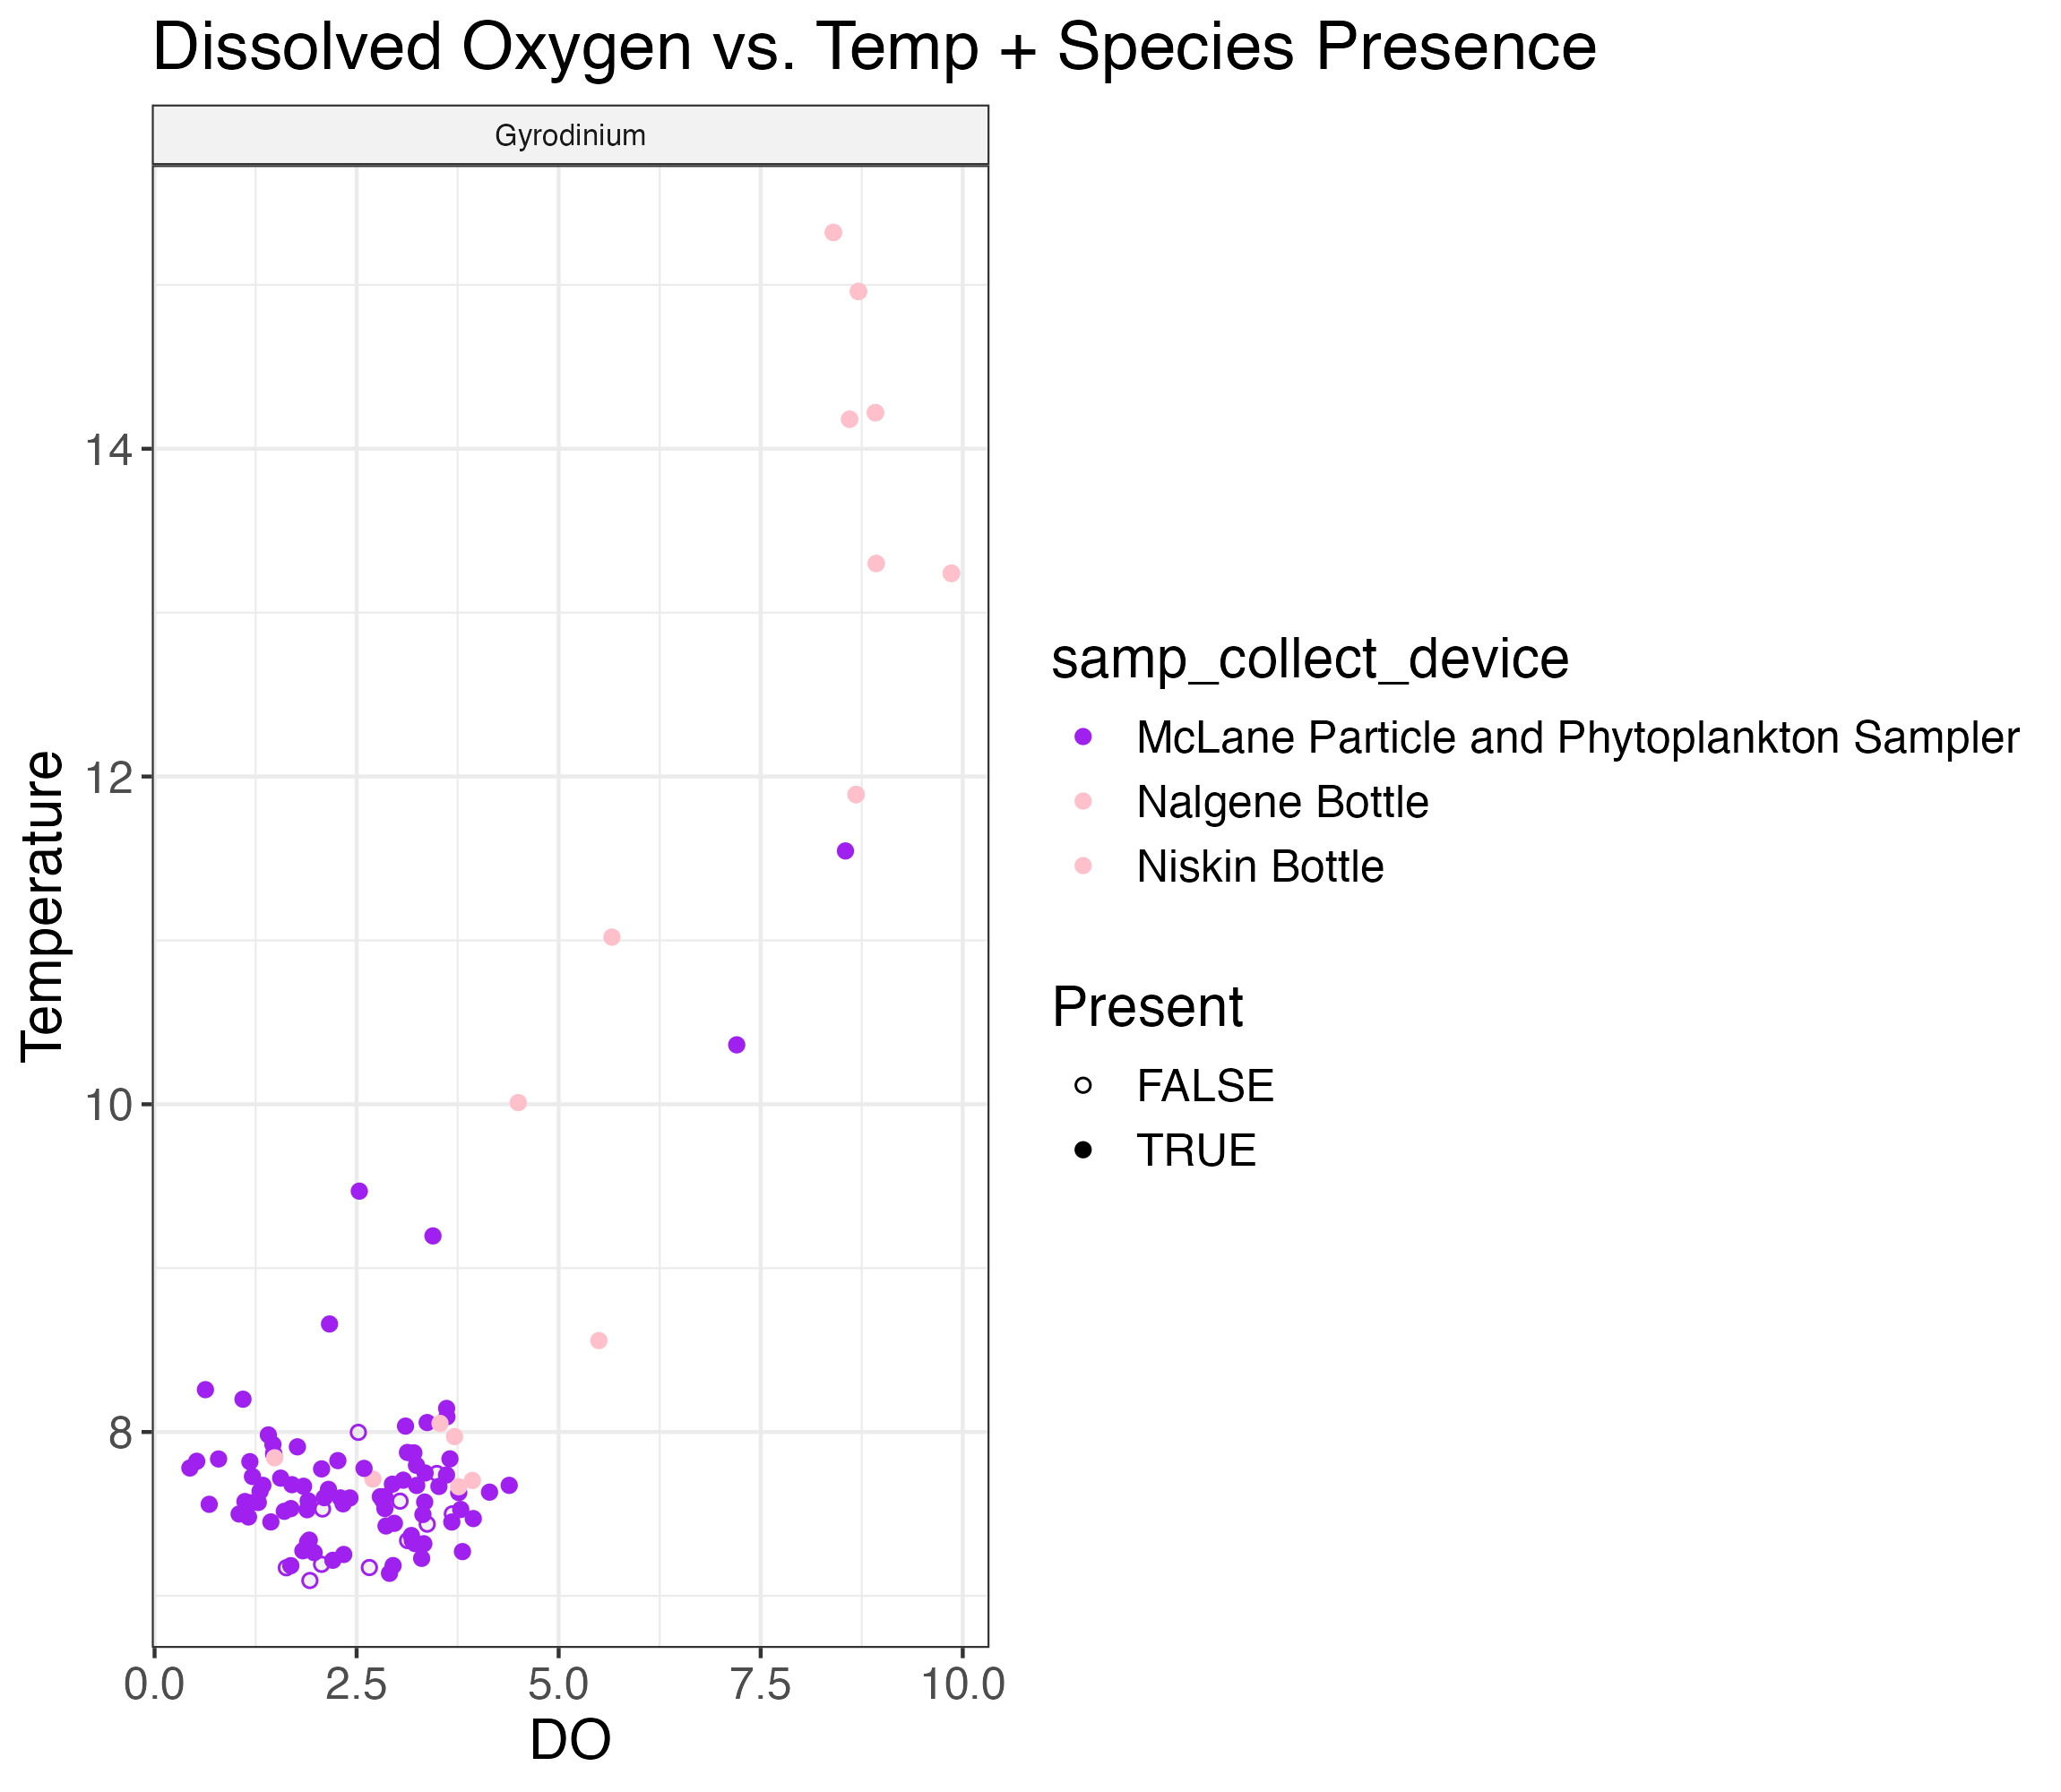 Dissolved Oxygen vs. Temp + Species Presence
Gyrodinium
14
12
10
8
Temperature
0.0 2.5 5.0 7.5 10.0
DO
samp_collect_device
McLane Particle and Phytoplankton Sampler
Nalgene Bottle
Niskin Bottle
Present
FALSE
TRUE